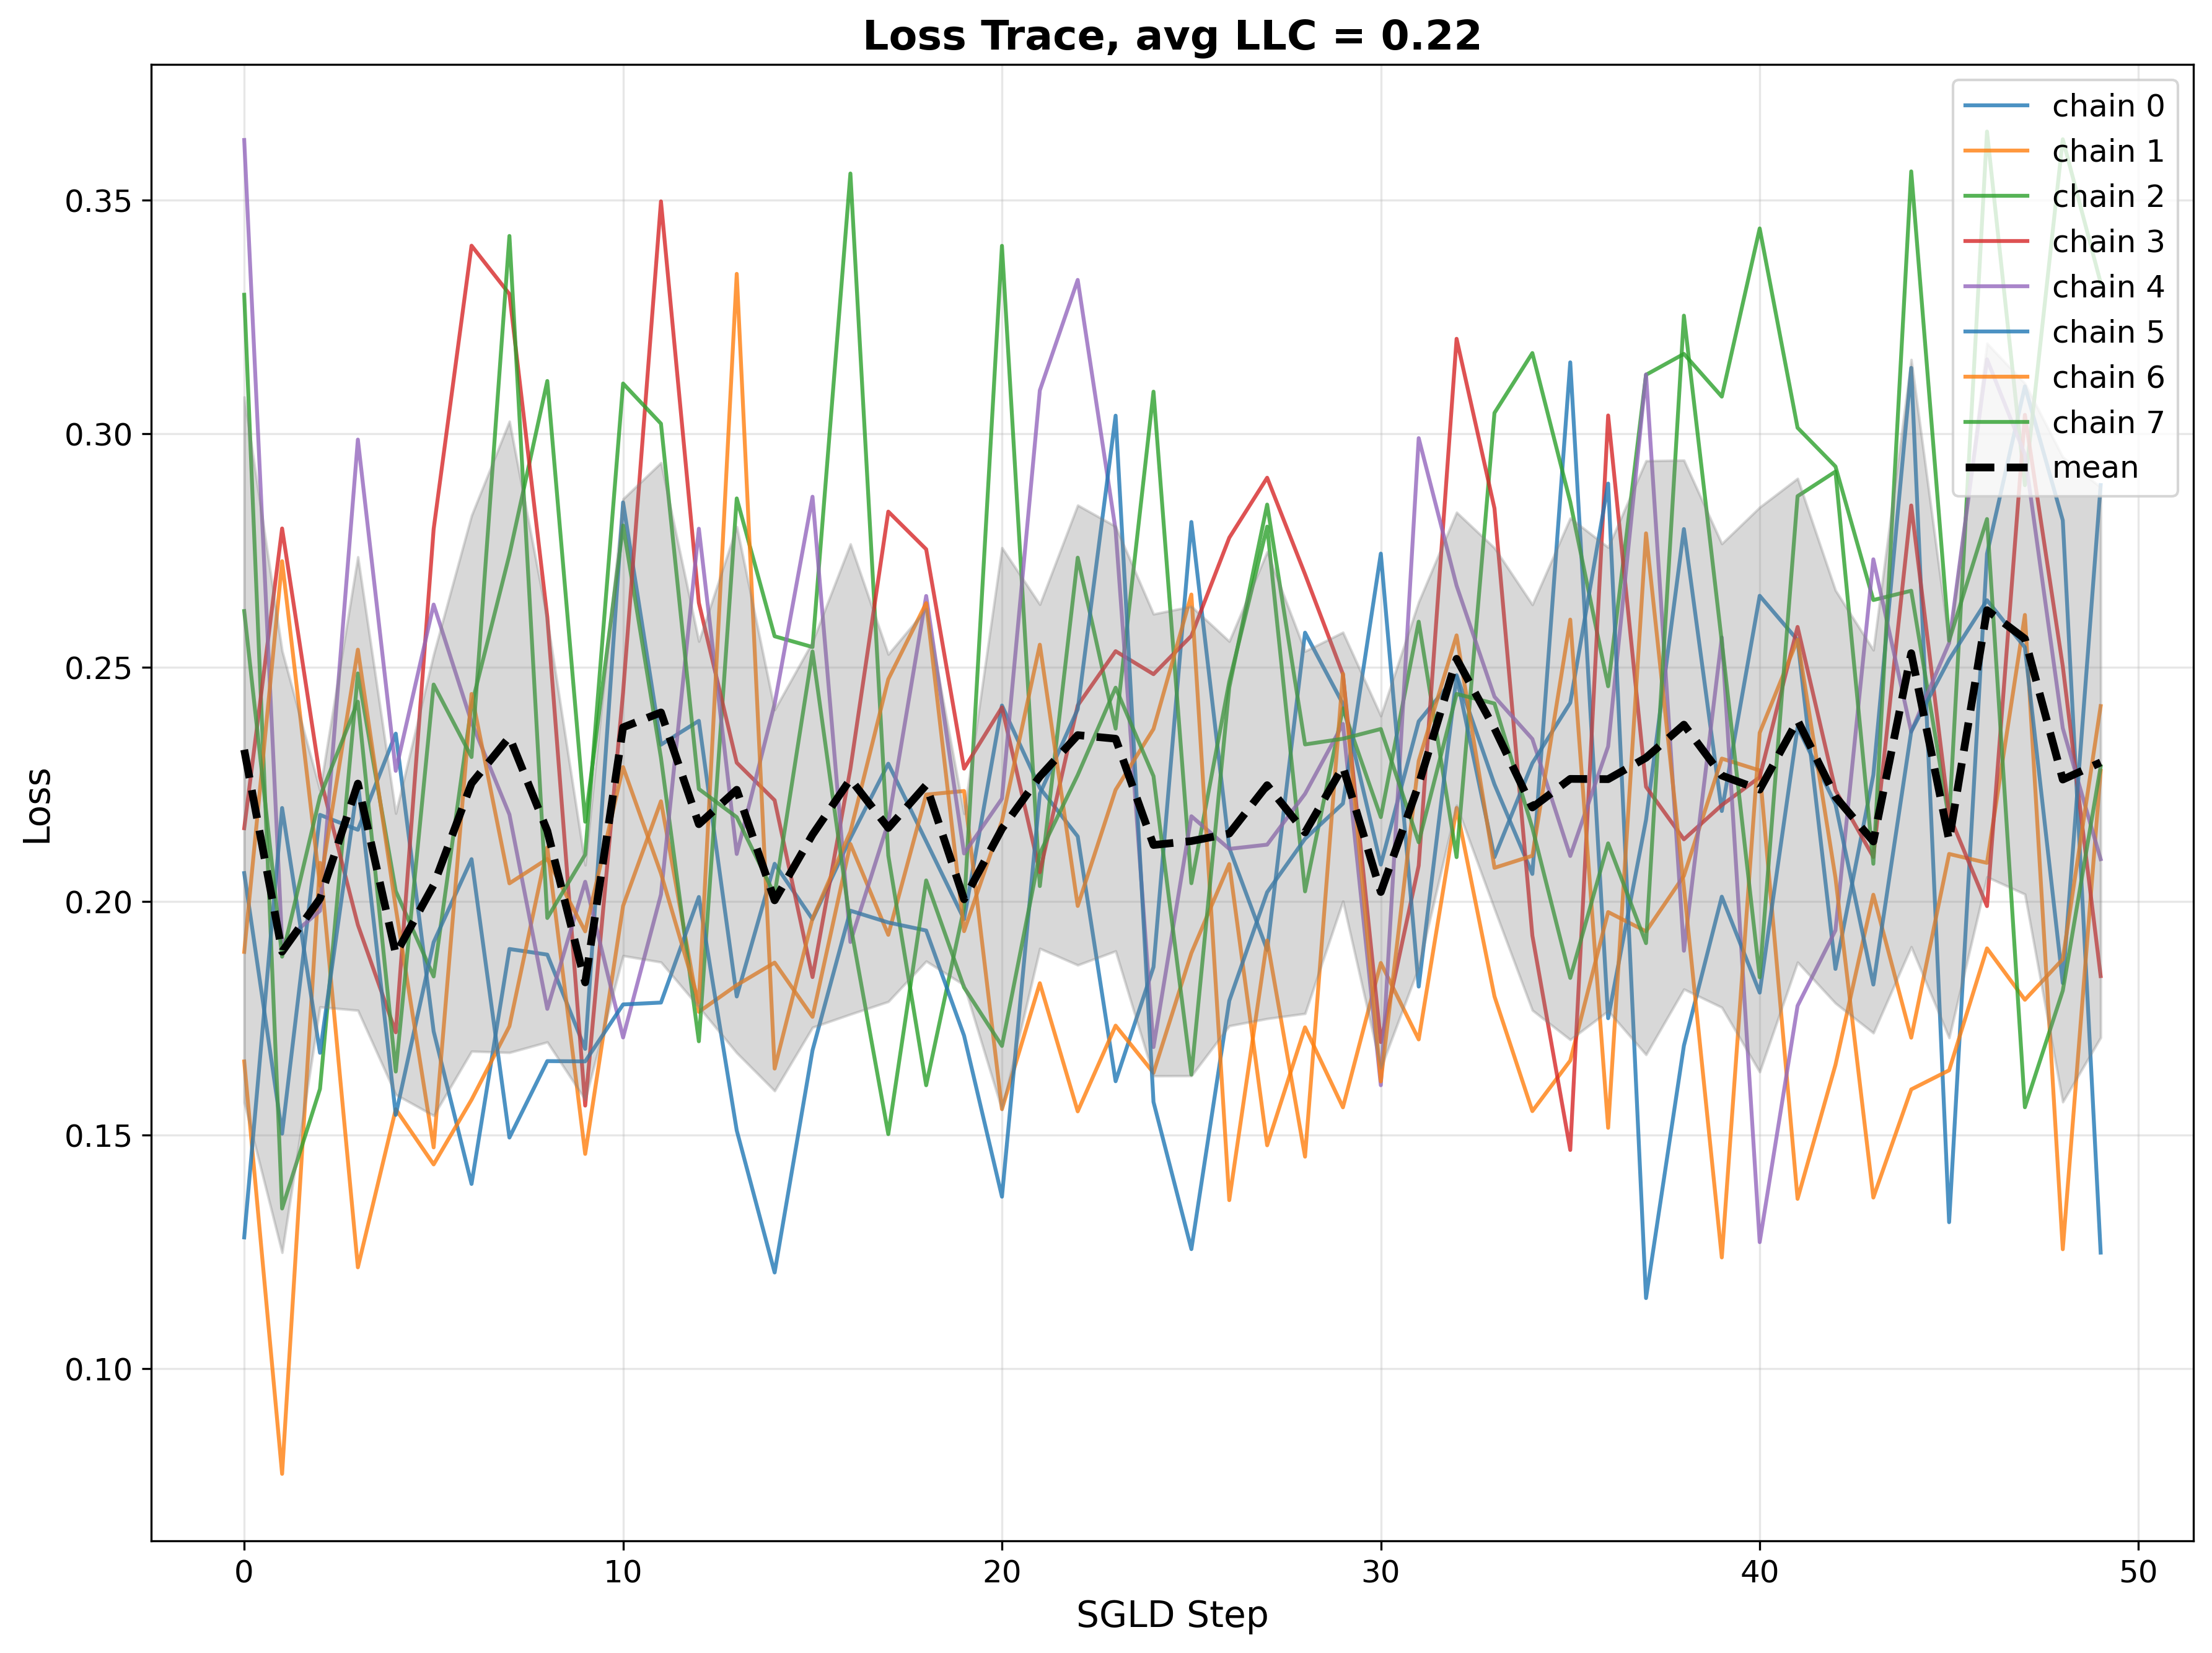 Loss Trace, avg LLC = 0.22
chain 0
chain 1
chain 2
chain 3
chain 4
chain 5
chain 6
chain 7
mean
Loss
0.35
0.30
0.25
0.20
0.15
0.10
0
10
20
30
40
50
SGLD Step